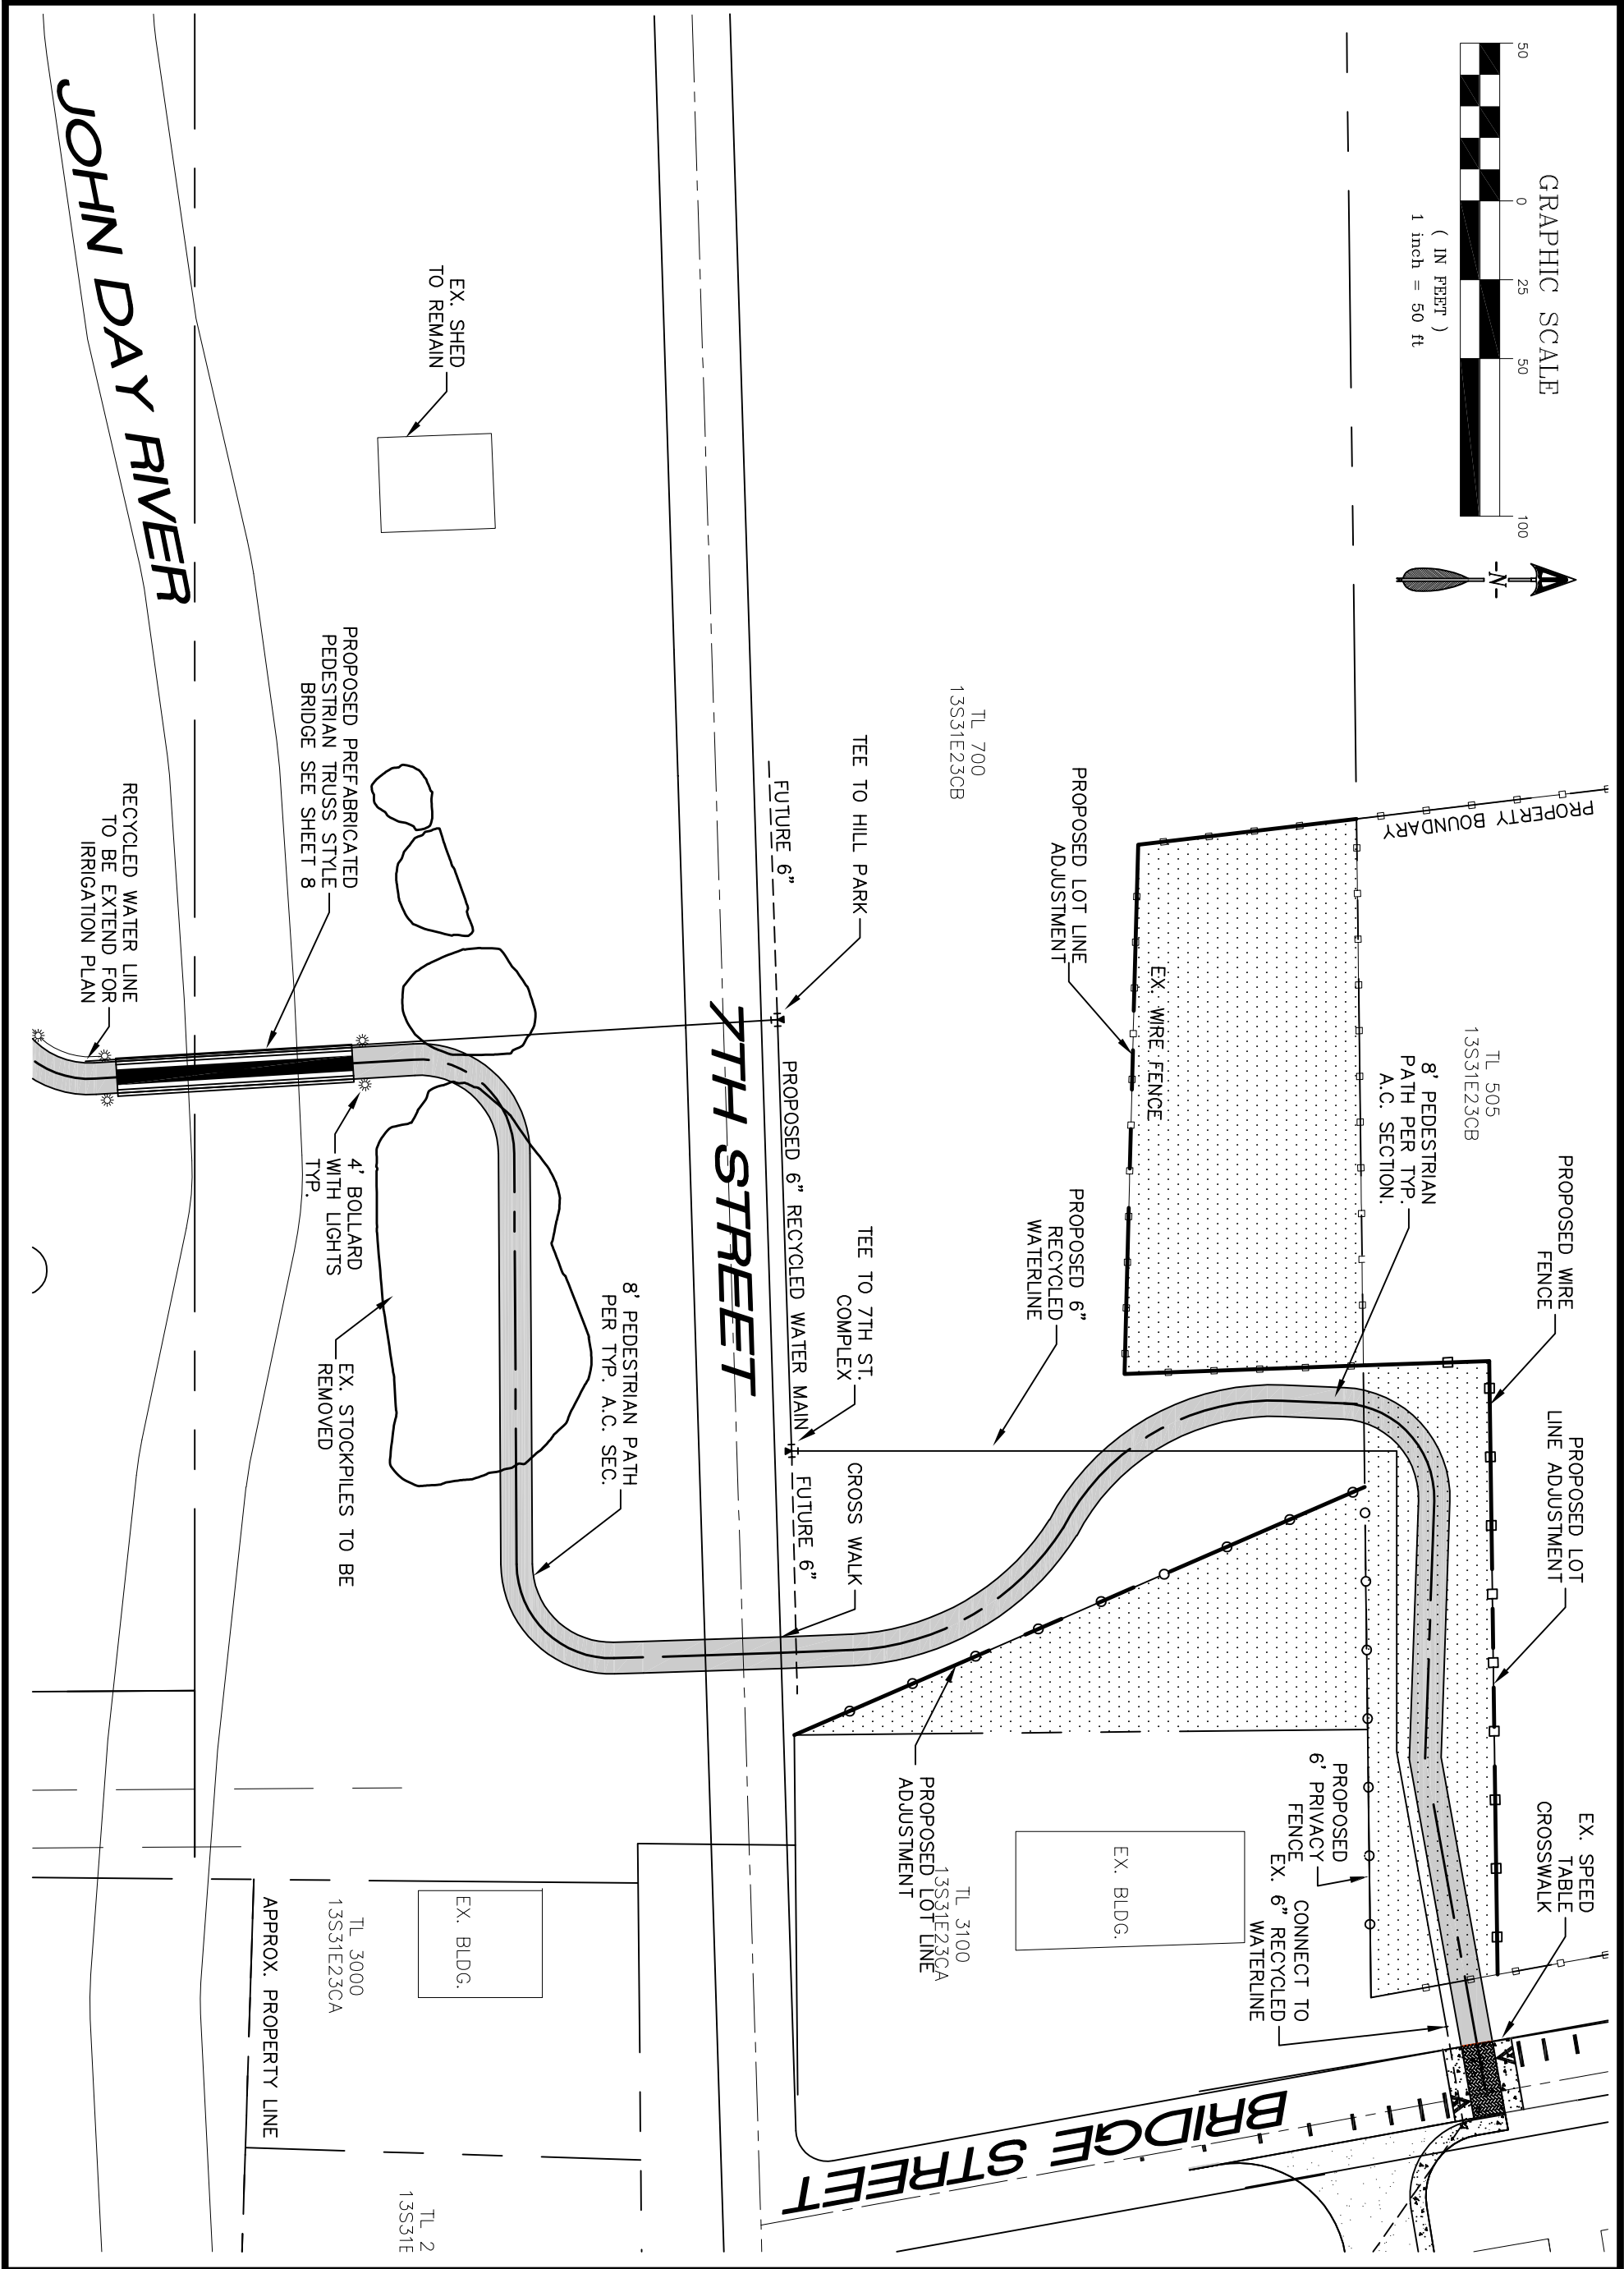 GRAPHIC SCALE
50
0
25
50
100
( IN FEET )
1 inch = 50 ft
-N-
PROPERTY BOUNDARY
TL 505
13S31E23CB
PROPOSED WIRE
FENCE
PROPOSED LOT
LINE ADJUSTMENT
EX. SPEED
TABLE
CROSSWALK
8' PEDESTRIAN
PATH PER TYP.
A.C. SECTION.
PROPOSED
6' PRIVACY
FENCE
CONNECT TO
EX. 6" RECYCLED
WATERLINE
EX. WIRE FENCE
PROPOSED LOT LINE
ADJUSTMENT
PROPOSED 6"
RECYCLED
WATERLINE
EX. BLDG.
BRIDGE STREET
TL 700
13S31E23CB
TL 3100
13S31E23CA
PROPOSED LOT LINE
ADJUSTMENT
TEE TO HILL PARK
TEE TO 7TH ST.
COMPLEX
CROSS WALK
FUTURE 6"
PROPOSED 6" RECYCLED WATER MAIN
FUTURE 6"
7TH STREET
8' PEDESTRIAN PATH
PER TYP. A.C. SEC.
EX. SHED
TO REMAIN
EX. BLDG.
TL 2
13S31E
PROPOSED PREFABRICATED
PEDESTRIAN TRUSS STYLE
BRIDGE SEE SHEET 8
4' BOLLARD
WITH LIGHTS
TYP.
EX. STOCKPILES TO BE
REMOVED
TL 3000
13S31E23CA
APPROX. PROPERTY LINE
JOHN DAY RIVER
RECYCLED WATER LINE
TO BE EXTEND FOR
IRRIGATION PLAN